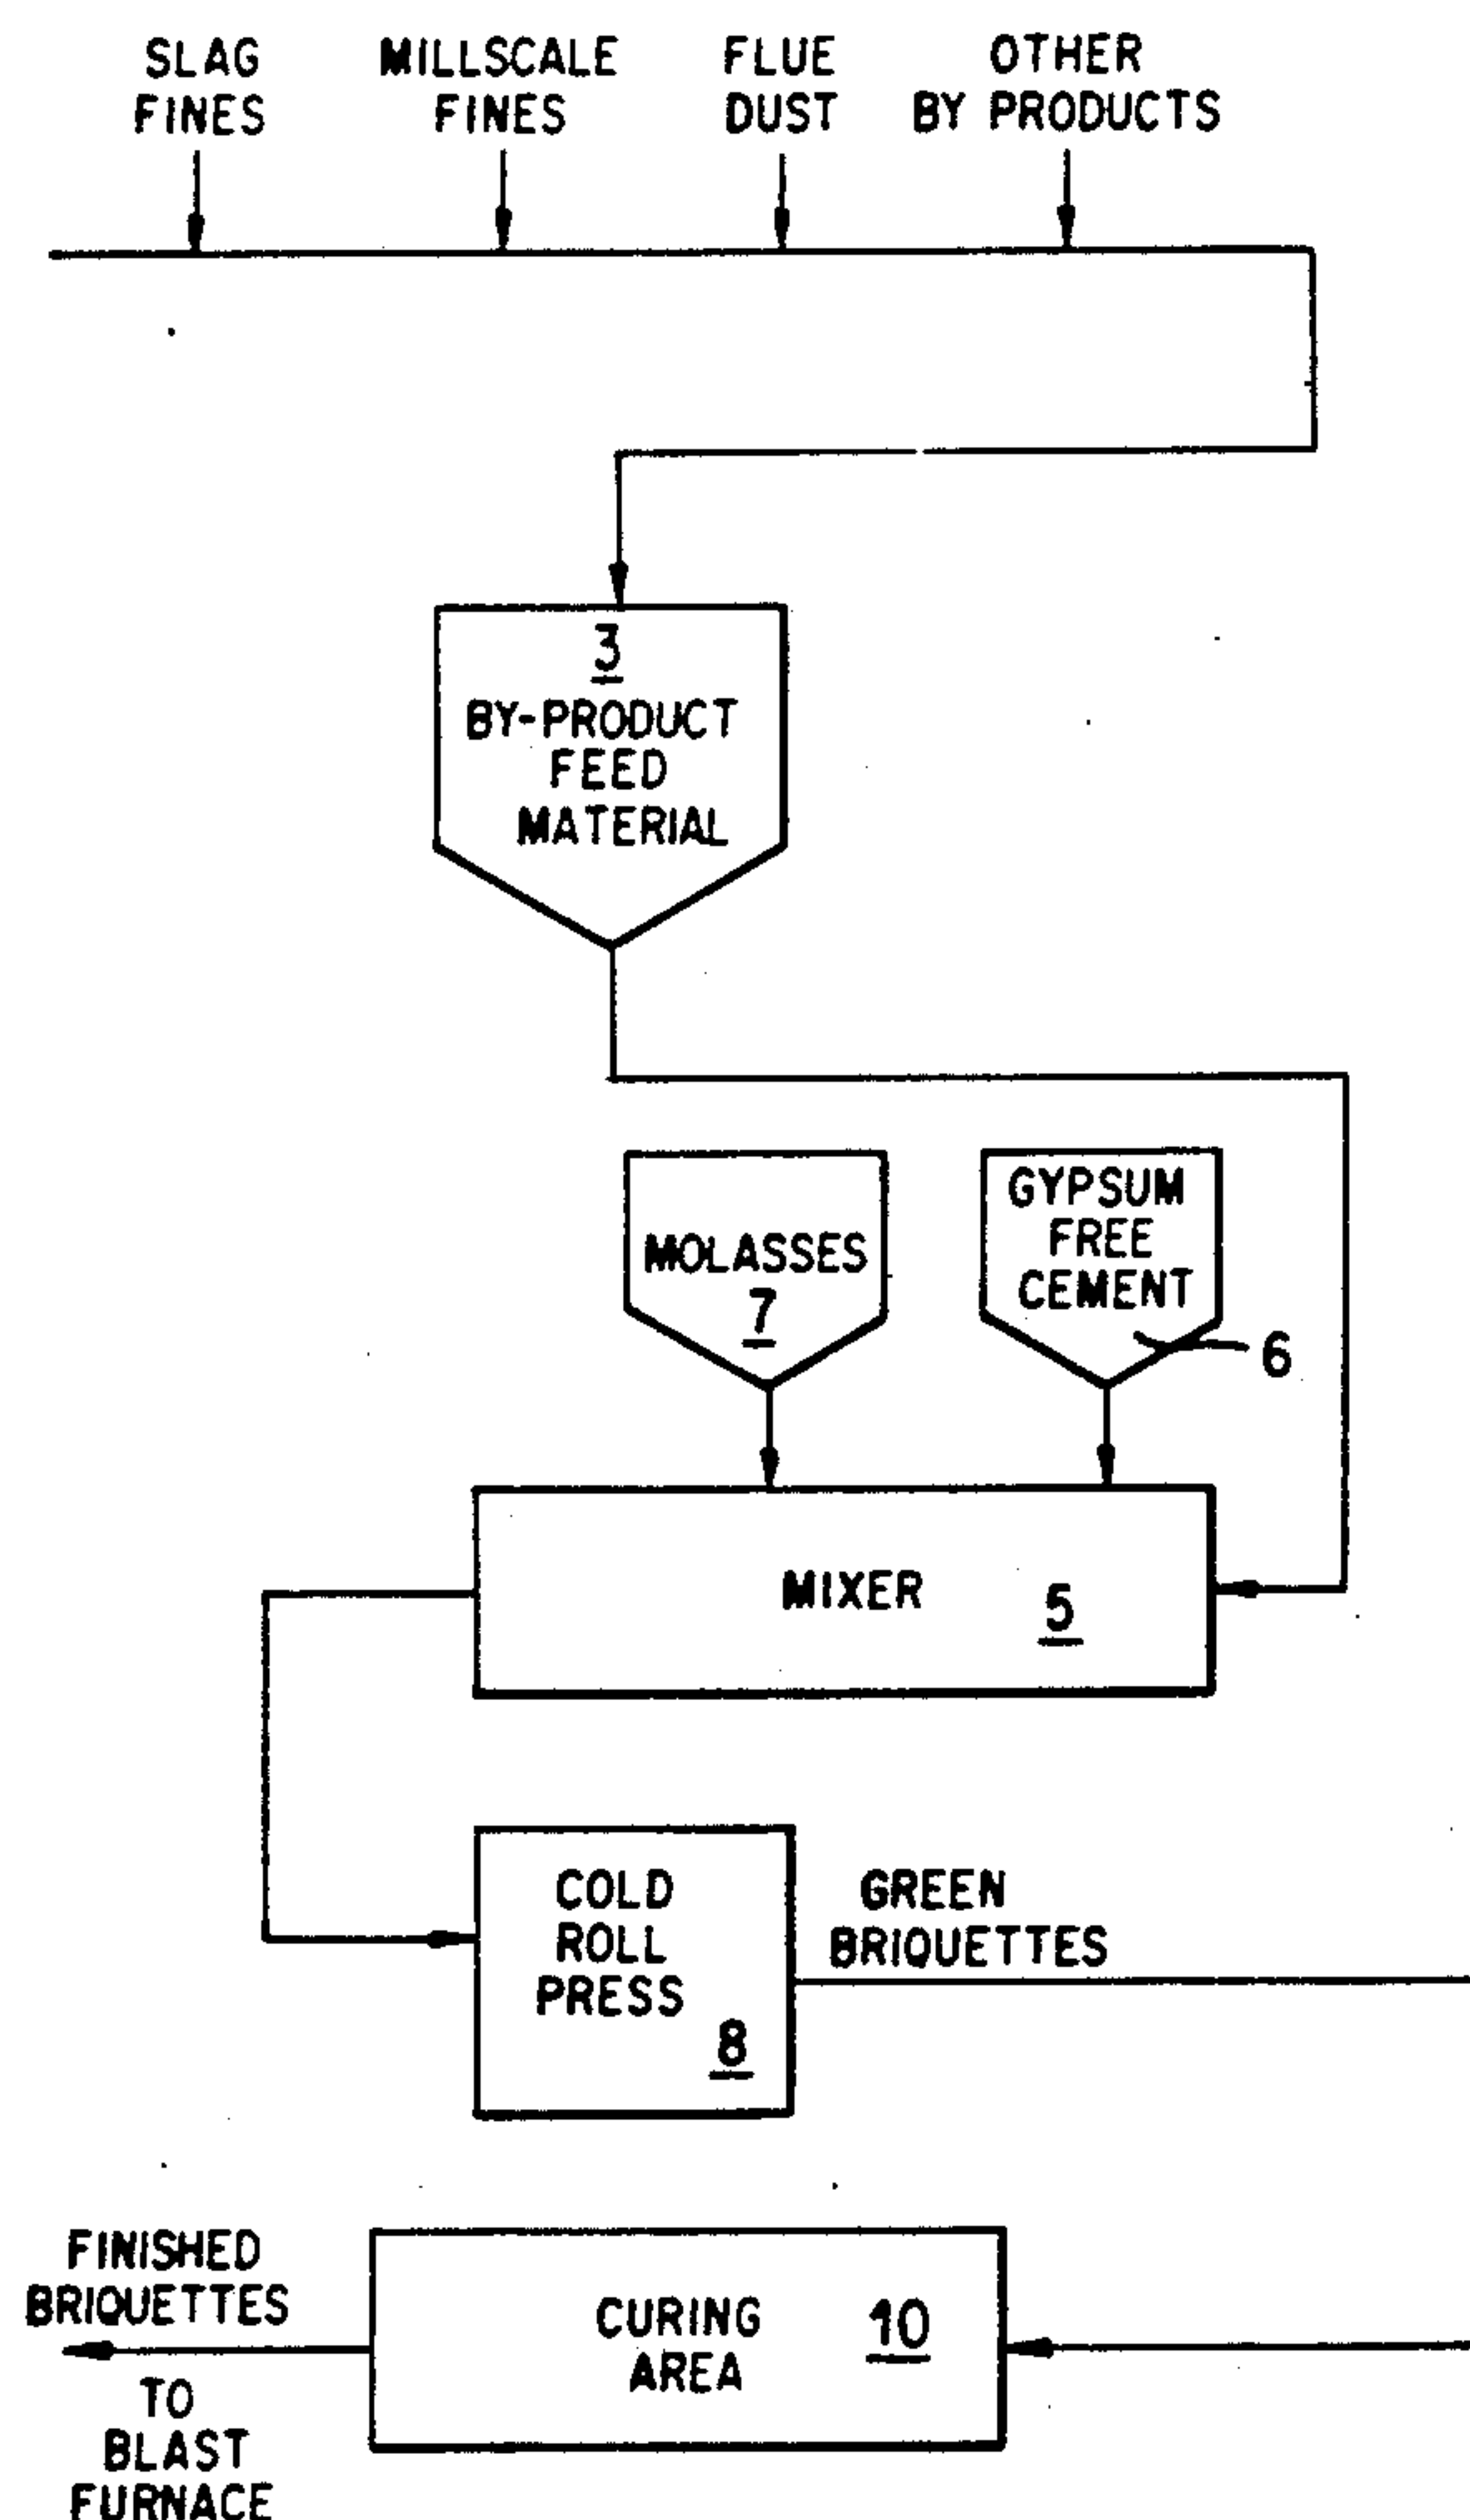 SLAG
FINES
MILLSCALE
FINES
FLUE
DUST
OTHER
BY PRODUCTS
3
BY-PRODUCT
FEED
MATERIAL
MOLASSES
7
GYPSUM
FREE
CEMENT
6
MIXER
5
COLD
ROLL
PRESS
8
GREEN
BRIQUETTES
FINISHED
BRIQUETTES
TO
BLAST
FURNACE
CURING
AREA
10